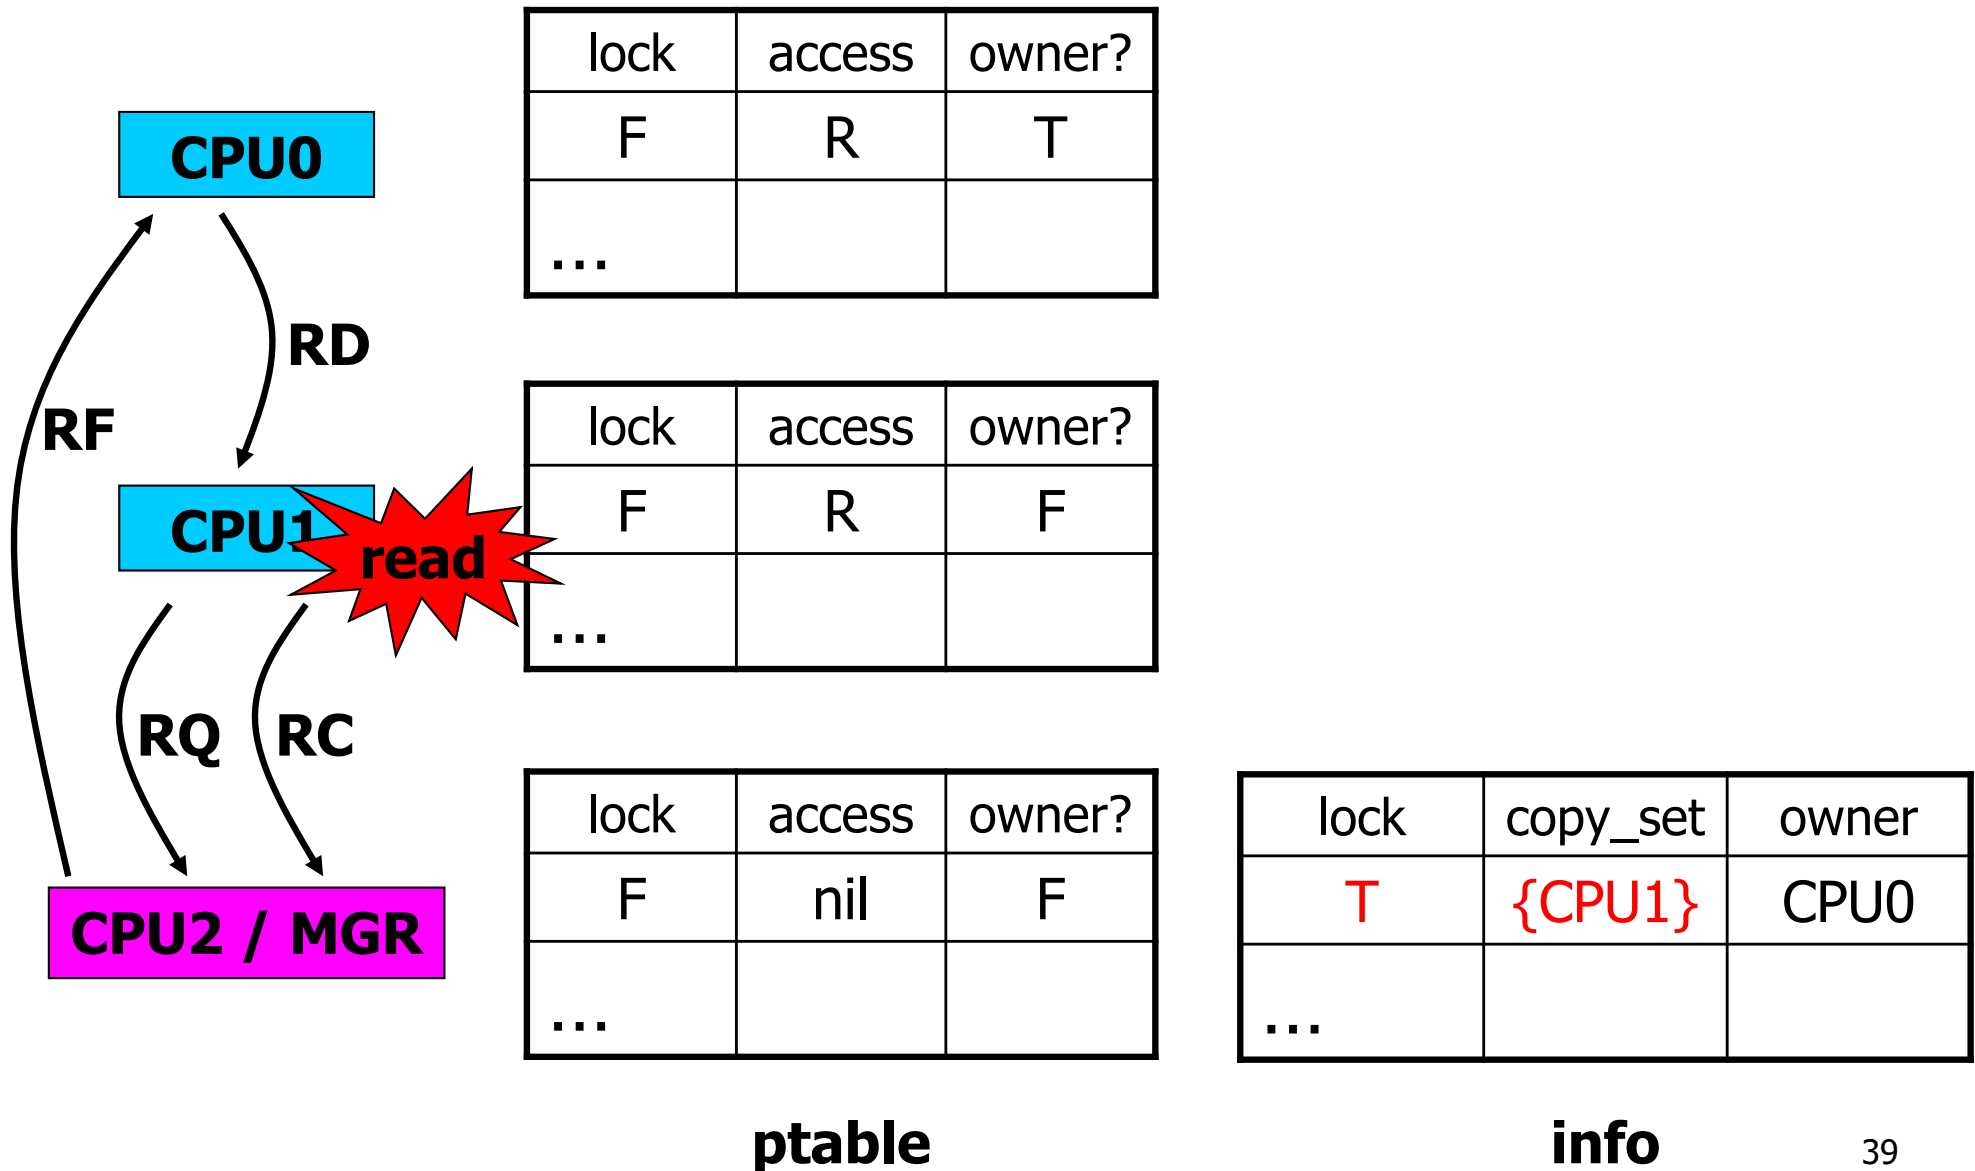 lock access owner?
F R T
...
CPU0
RD
RF
lock access owner?
F R F
...
CPU1
read
RQ RC
lock access owner?
F nil F
...
CPU2 / MGR
lock copy_set owner
T {CPU1} CPU0
...
ptable
info
39